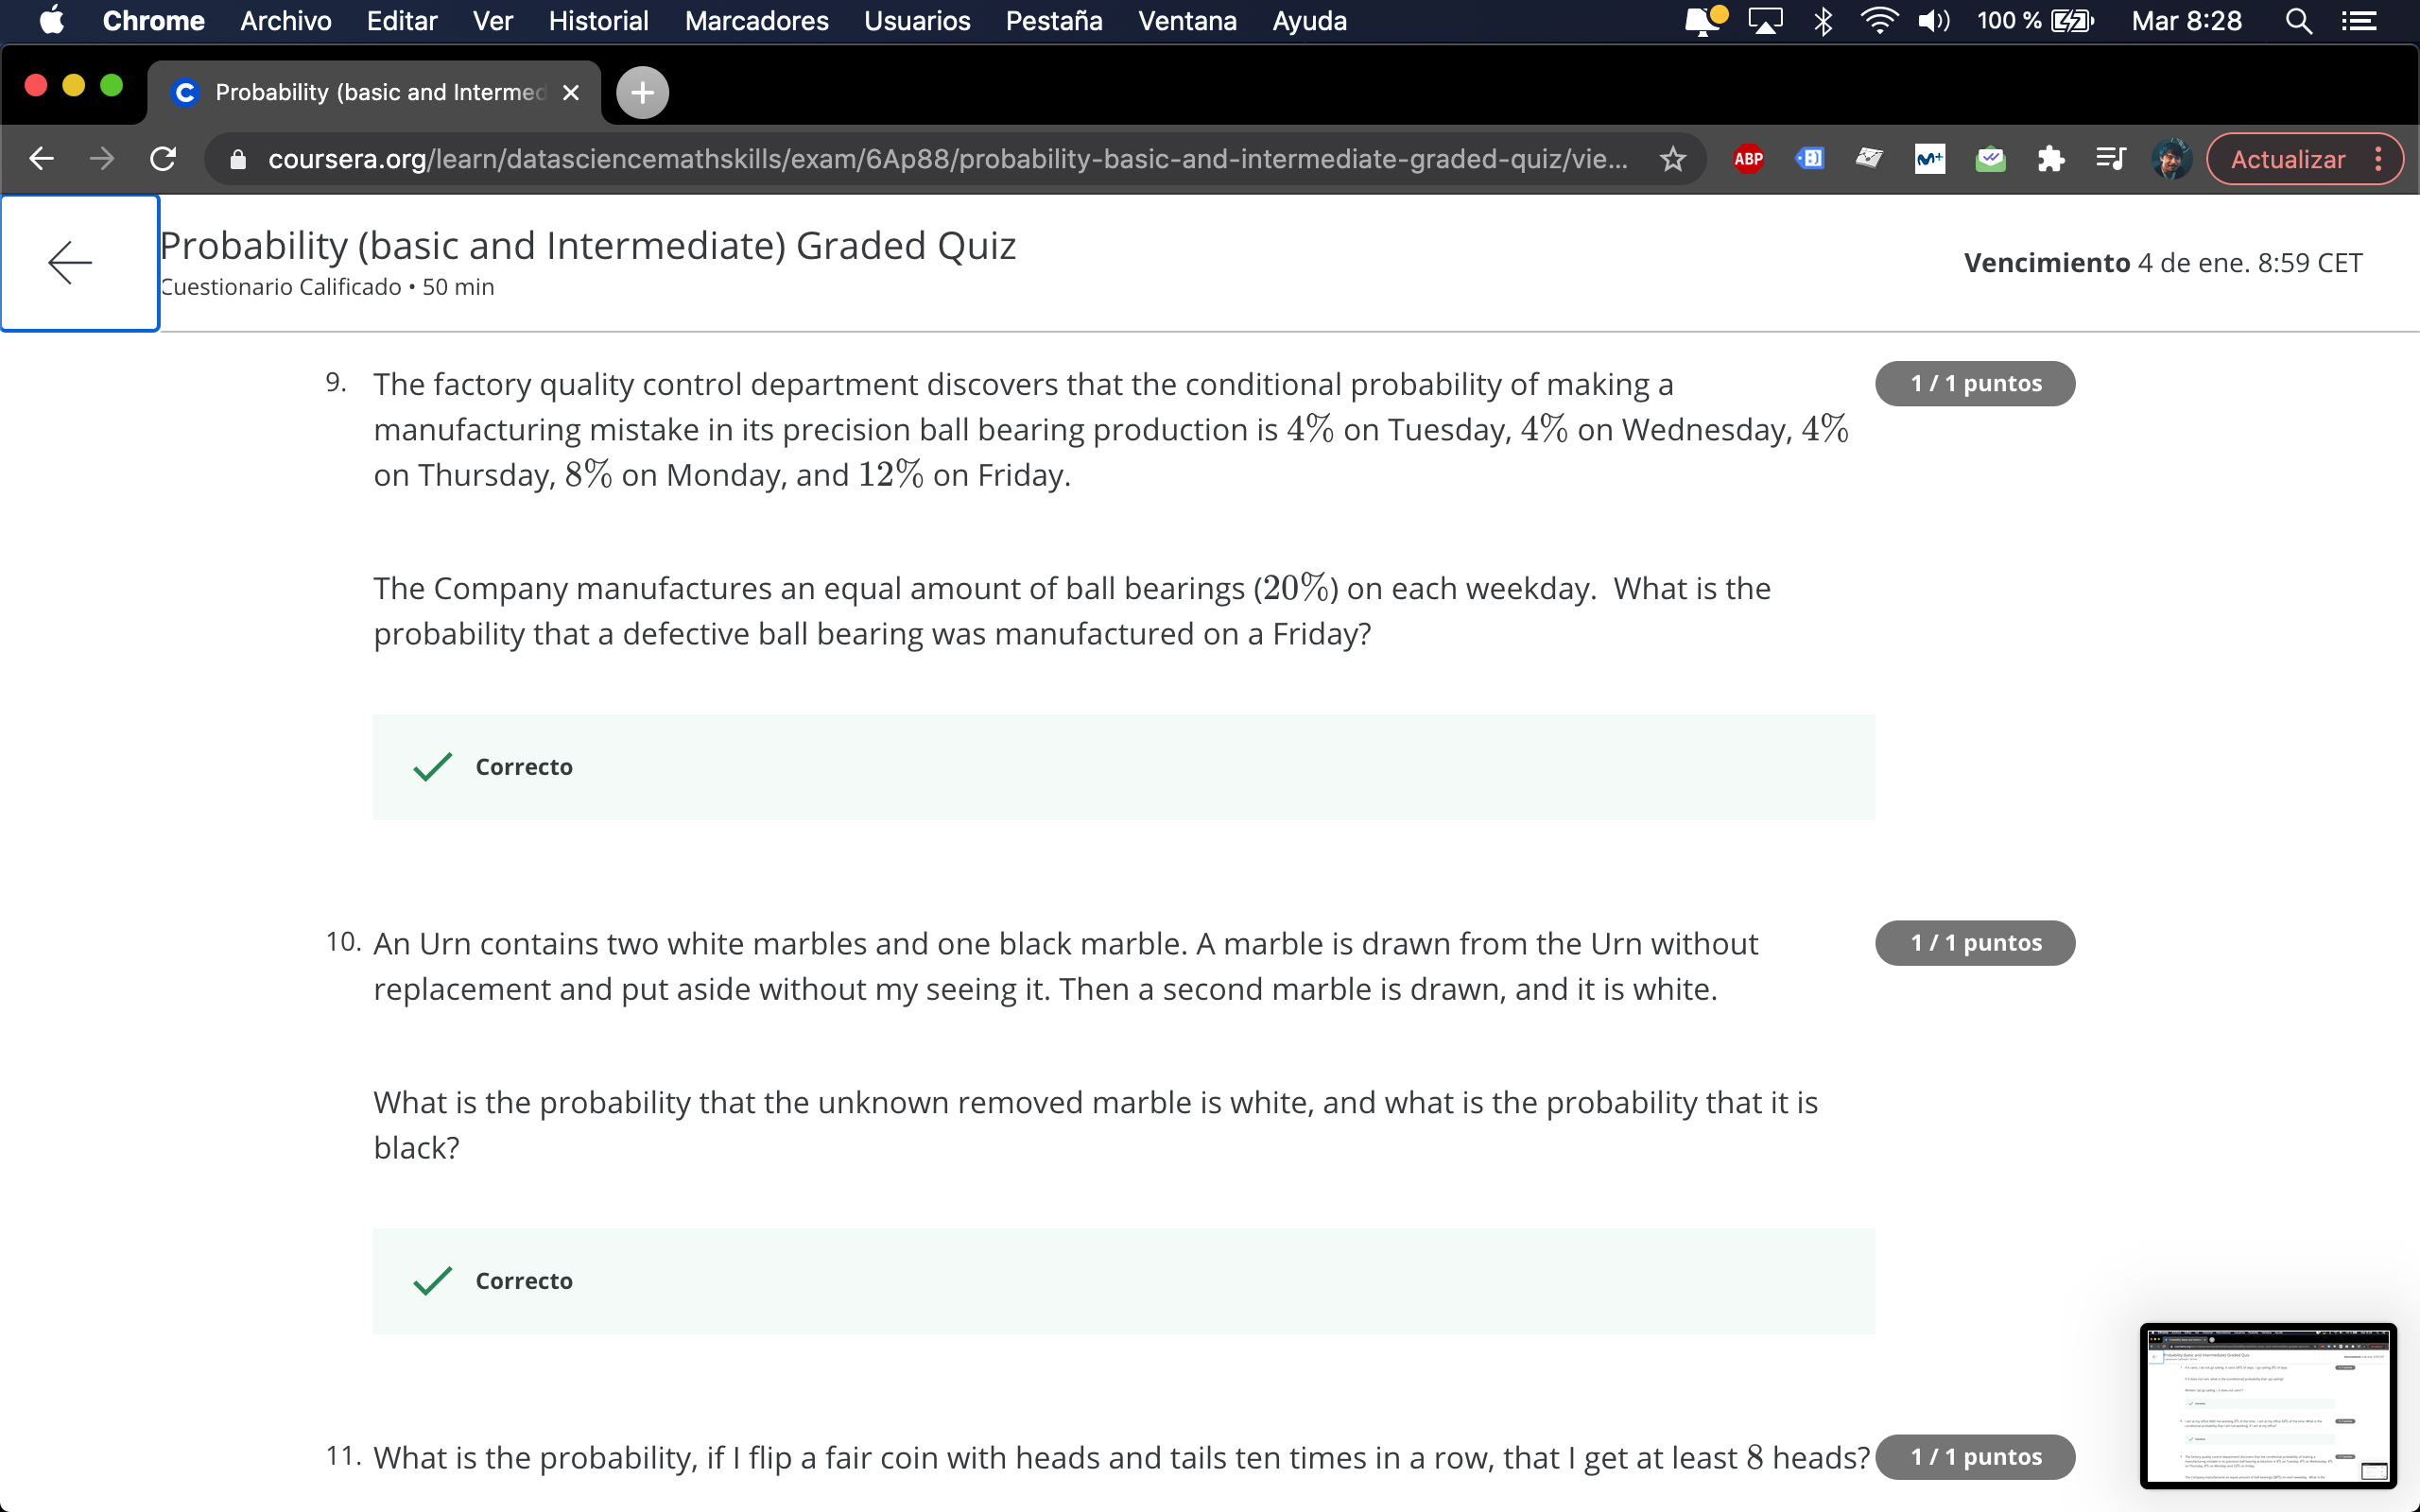 Chrome Archivo Editar Ver Historial Marcadores Usuarios Pestaña Ventana Ayuda 100 % Mar 8:28
Probability (basic and Intermed
coursera.org/learn/datasciencemathskills/exam/6Ap88/probability-basic-and-intermediate-graded-quiz/vie... ABP M+ Actualizar
Probability (basic and Intermediate) Graded Quiz
Cuestionario Calificado • 50 min
Vencimiento 4 de ene. 8:59 CET
9. The factory quality control department discovers that the conditional probability of making a
manufacturing mistake in its precision ball bearing production is 4% on Tuesday, 4% on Wednesday, 4%
on Thursday, 8% on Monday, and 12% on Friday.
1 / 1 puntos
The Company manufactures an equal amount of ball bearings (20%) on each weekday. What is the
probability that a defective ball bearing was manufactured on a Friday?
Correcto
10. An Urn contains two white marbles and one black marble. A marble is drawn from the Urn without
replacement and put aside without my seeing it. Then a second marble is drawn, and it is white.
1 / 1 puntos
What is the probability that the unknown removed marble is white, and what is the probability that it is
black?
Correcto
11. What is the probability, if I flip a fair coin with heads and tails ten times in a row, that I get at least 8 heads?
1 / 1 puntos